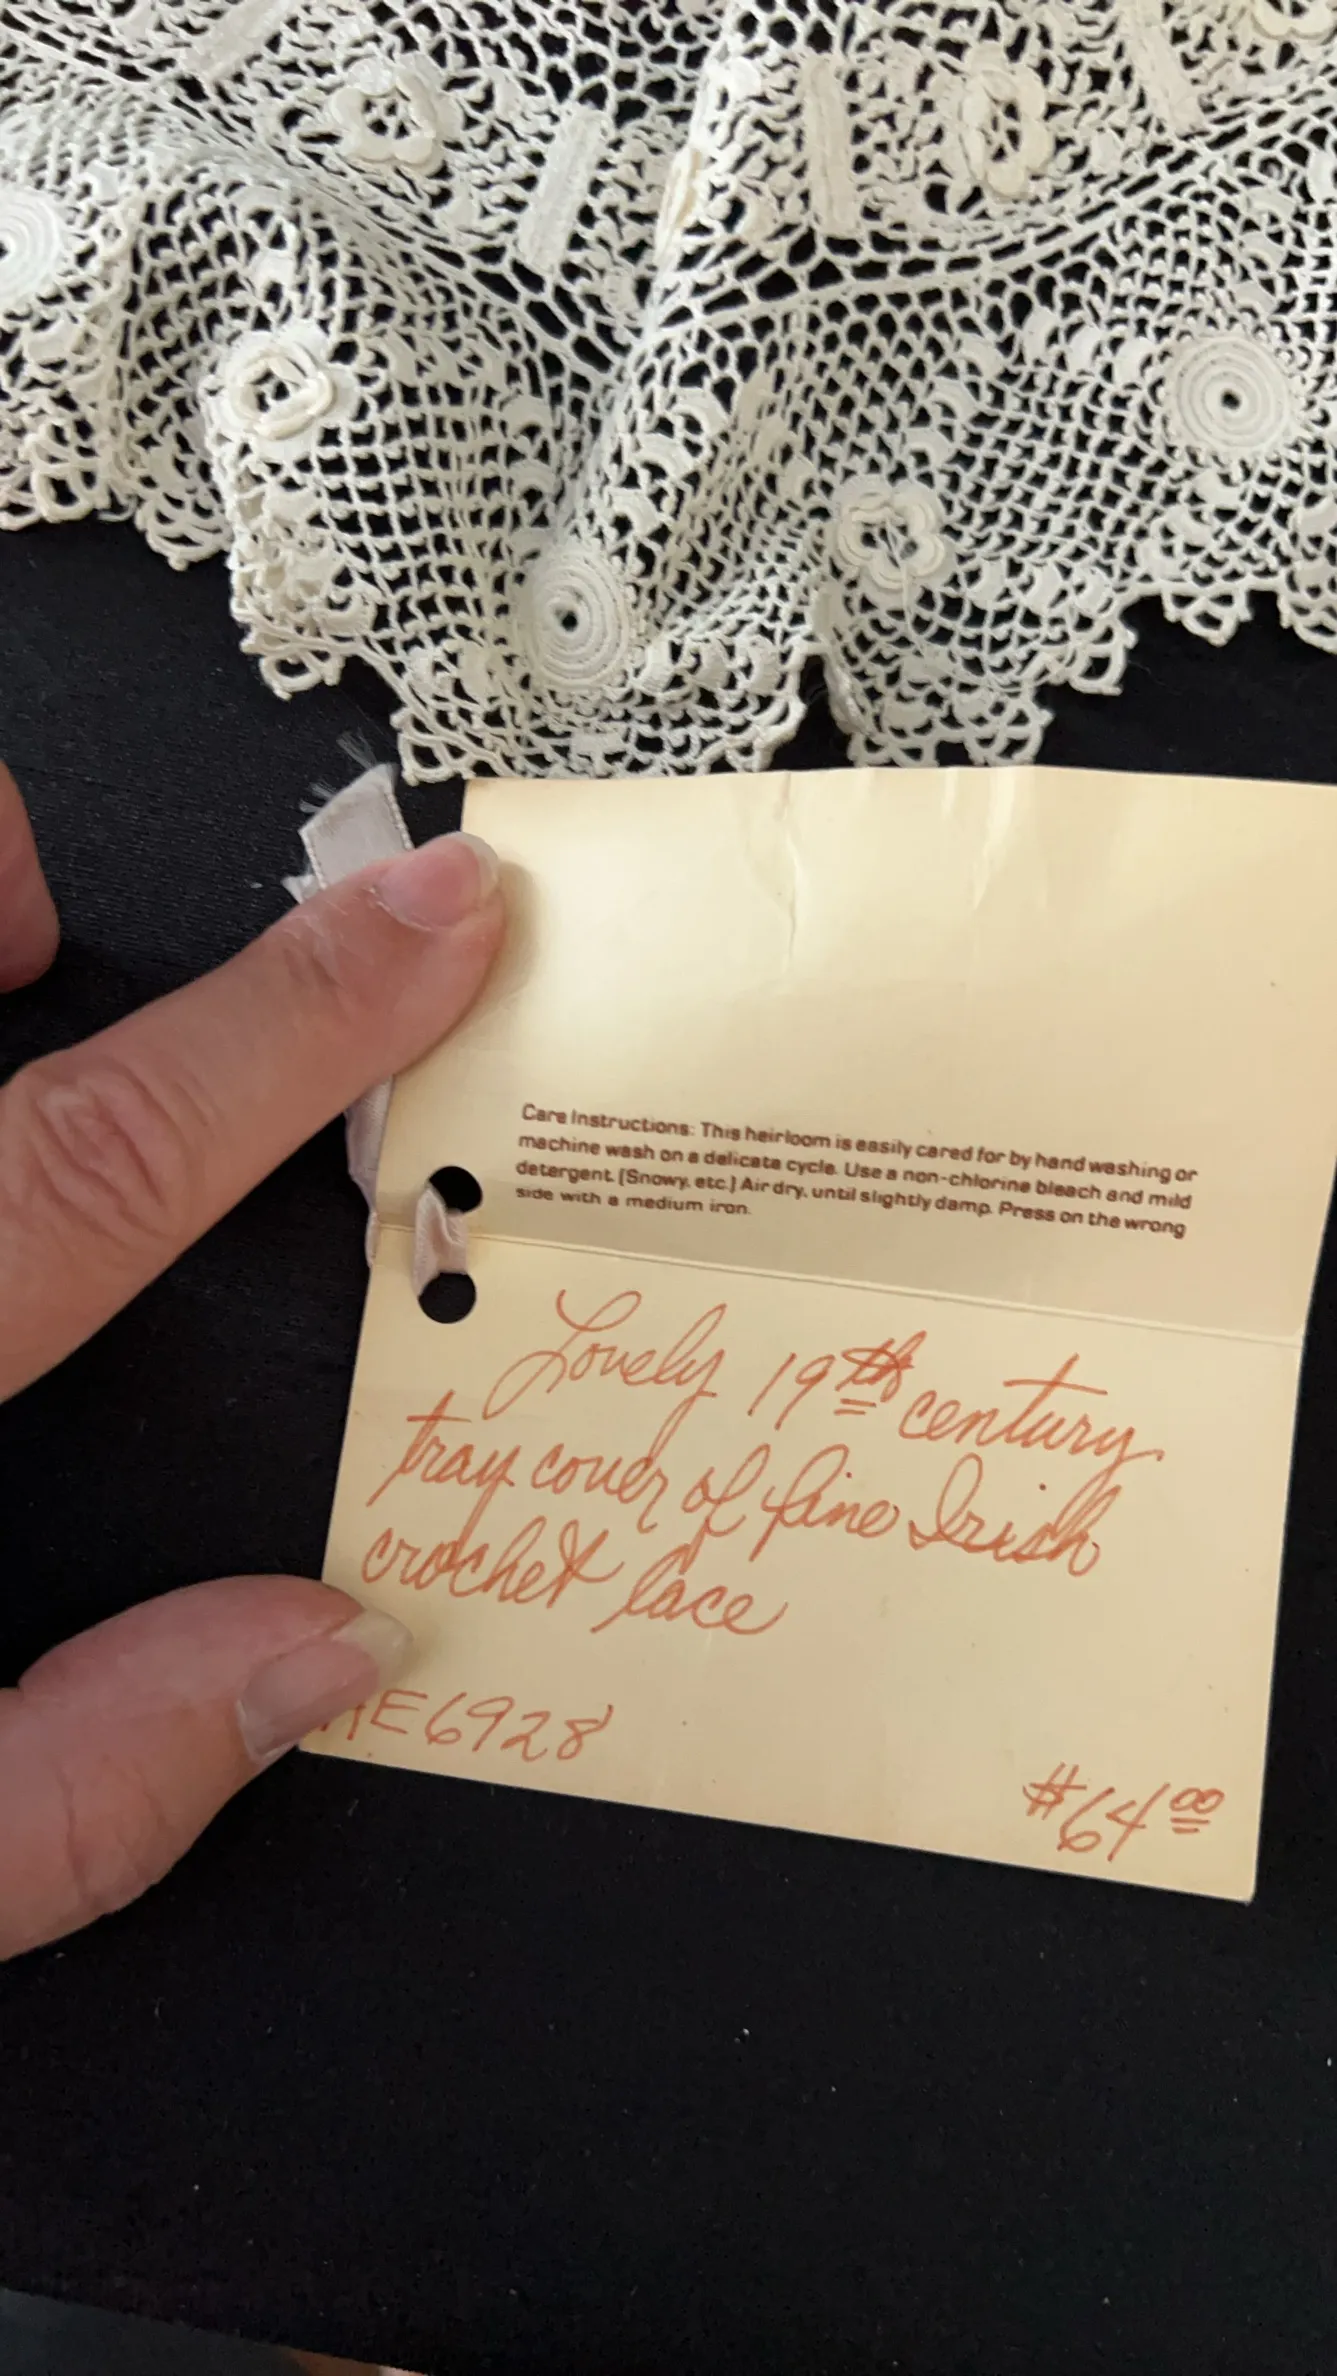 Care Instructions: This heirloom is easily cared for by hand washing or
machine wash on a delicate cycle. Use a non-chlorine bleach and mild
detergent. (Snowy, etc.) Air dry, until slightly damp. Press on the wrong
side with a medium iron.
Lovely 19th century
tray cover of fine Irish
crochet lace
E6928
$64.00